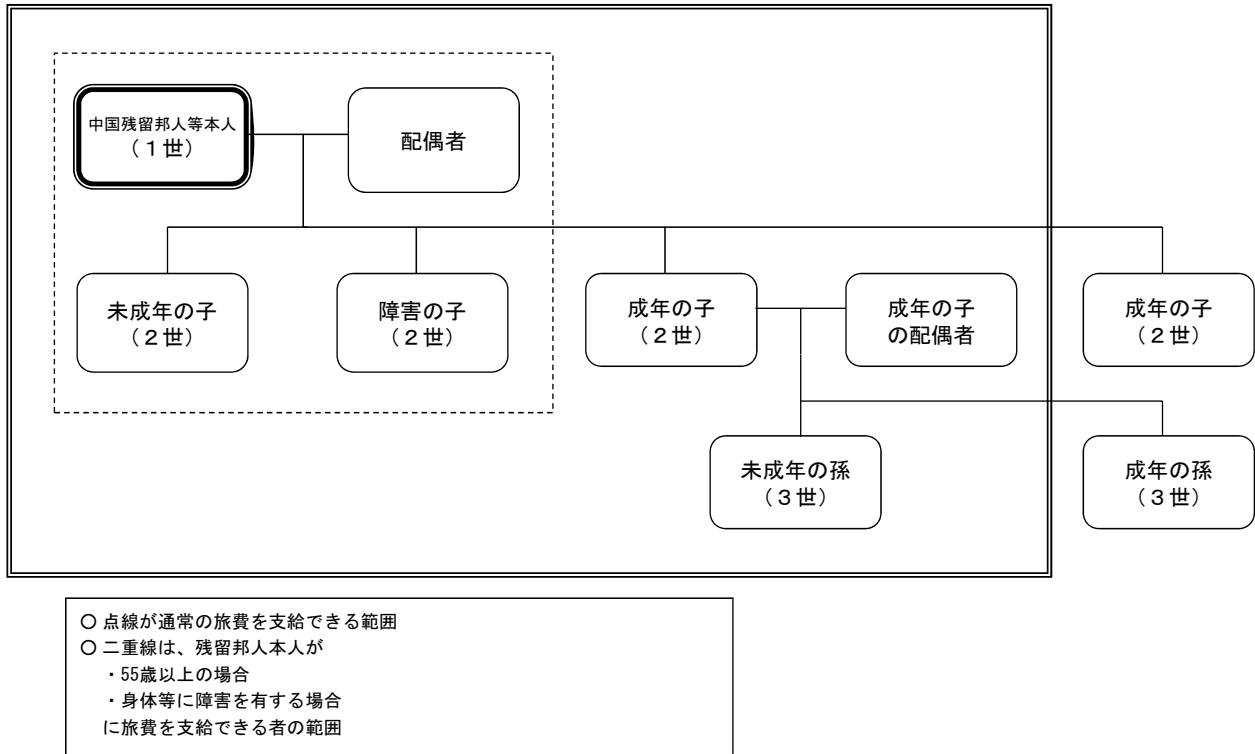 中国残留邦人等本人
（１世）
配偶者
未成年の子
（２世）
障害の子
（２世）
成年の子
（２世）
成年の子
の配偶者
成年の子
（２世）
未成年の孫
（３世）
成年の孫
（３世）
○ 点線が通常の旅費を支給できる範囲
○ 二重線は、残留邦人本人が
・55歳以上の場合
・身体等に障害を有する場合
に旅費を支給できる者の範囲